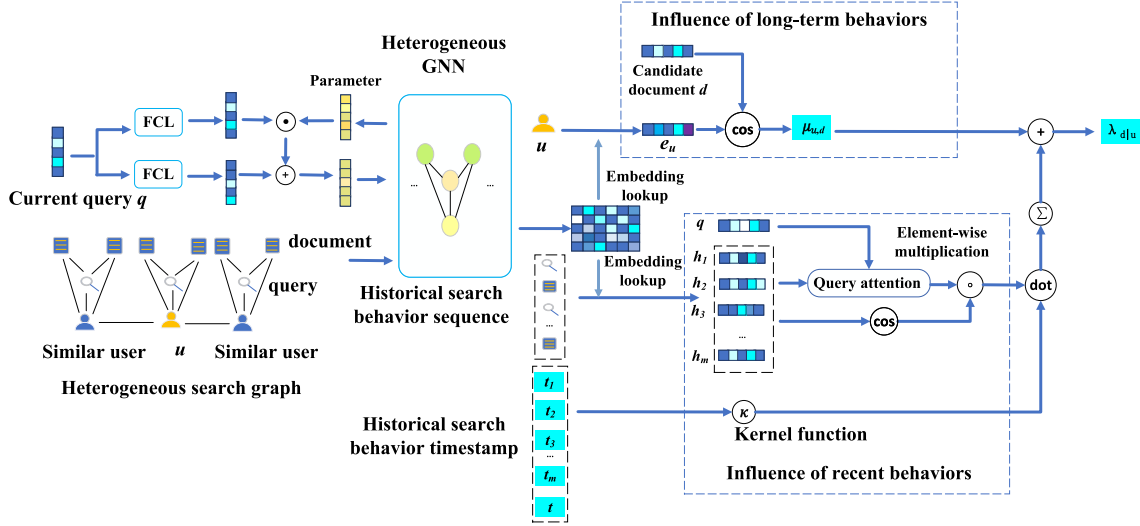 Influence of long-term behaviors
Heterogeneous
GNN
Candidate
document d
Parameter
FCL
FCL
Current query q
u
e_u
cos
μ_{u,d}
+
λ_{d|u}
+
...
...
Embedding
lookup
Embedding
lookup
document
query
Similar user
u
Similar user
Heterogeneous search graph
Historical search
behavior sequence
...
q
h_1
h_2
h_3
...
h_m
Element-wise
multiplication
Query attention
cos
dot
Σ
Historical search
behavior timestamp
t_1
t_2
t_3
...
t_m
t
κ
Kernel function
Influence of recent behaviors